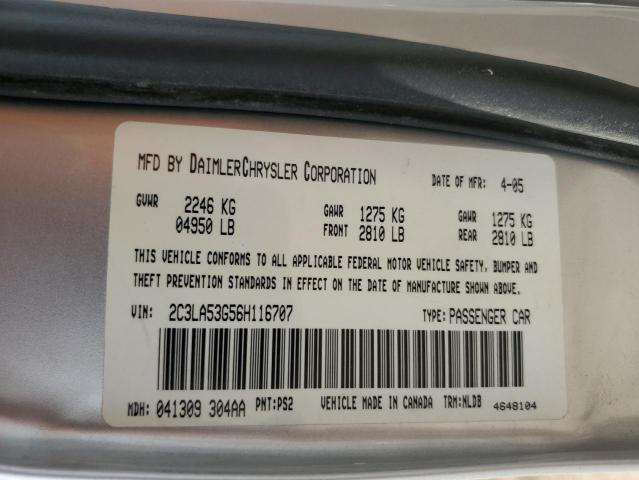 MFD BY DAIMLERCHRYSLER CORPORATION DATE OF MFR: 4-05
GVWR 2246 KG GAWR 1275 KG GAWR 1275 KG
04950 LB FRONT 2810 LB REAR 2810 LB
THIS VEHICLE CONFORMS TO ALL APPLICABLE FEDERAL MOTOR VEHICLE SAFETY, BUMPER AND
THEFT PREVENTION STANDARDS IN EFFECT ON THE DATE OF MANUFACTURE SHOWN ABOVE.
VIN: 2C3LA53G56H116707 TYPE: PASSENGER CAR
MDH: 041309 304AA PNT:PS2 VEHICLE MADE IN CANADA TRM:NLDB 4648104